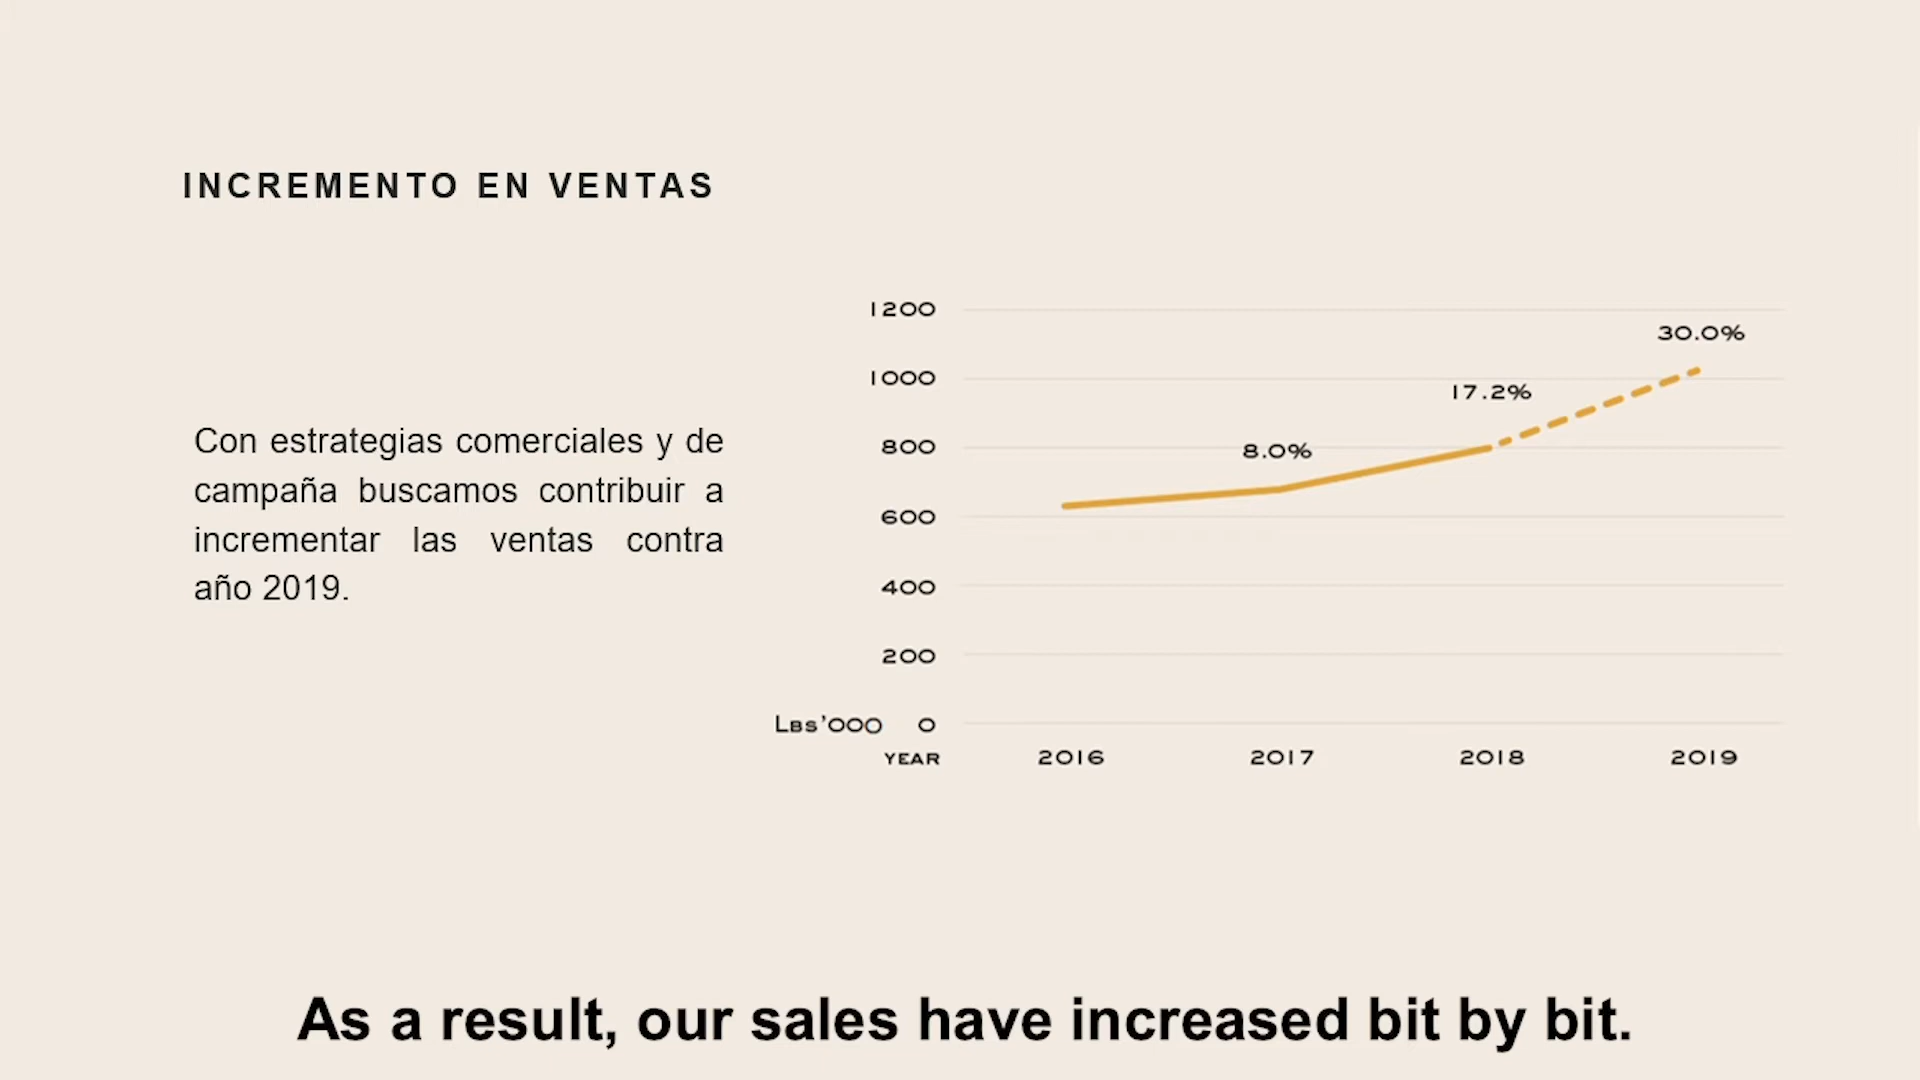 INCREMENTO EN VENTAS
Con estrategias comerciales y de
campaña buscamos contribuir a
incrementar las ventas contra
año 2019.
1200
1000
800
600
400
200
Lbs'000 0
30.0%
17.2%
8.0%
YEAR 2016 2017 2018 2019
As a result, our sales have increased bit by bit.